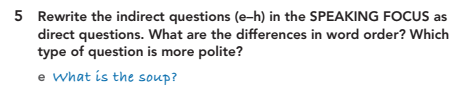 5 Rewrite the indirect questions (e–h) in the SPEAKING FOCUS as
direct questions. What are the differences in word order? Which
type of question is more polite?
e What is the soup?